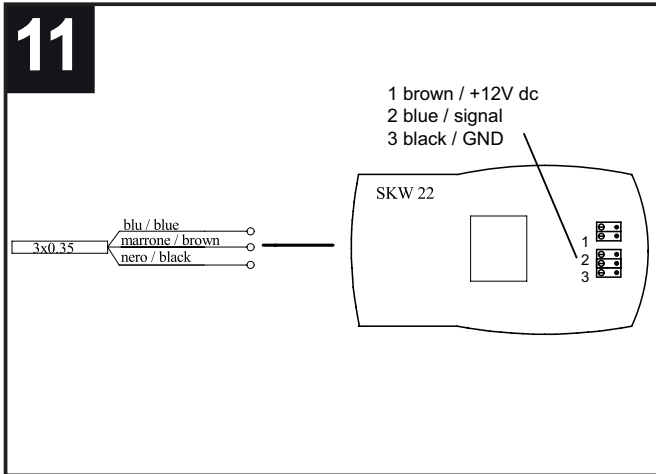 11
1 brown / +12V dc
2 blue / signal
3 black / GND
SKW 22
blu / blue
marrone / brown
3x0.35
nero / black
1
2
3